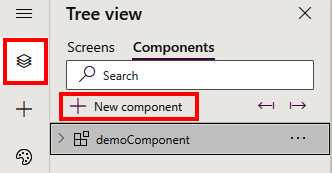 Tree view
Screens Components
Search
New component
demoComponent